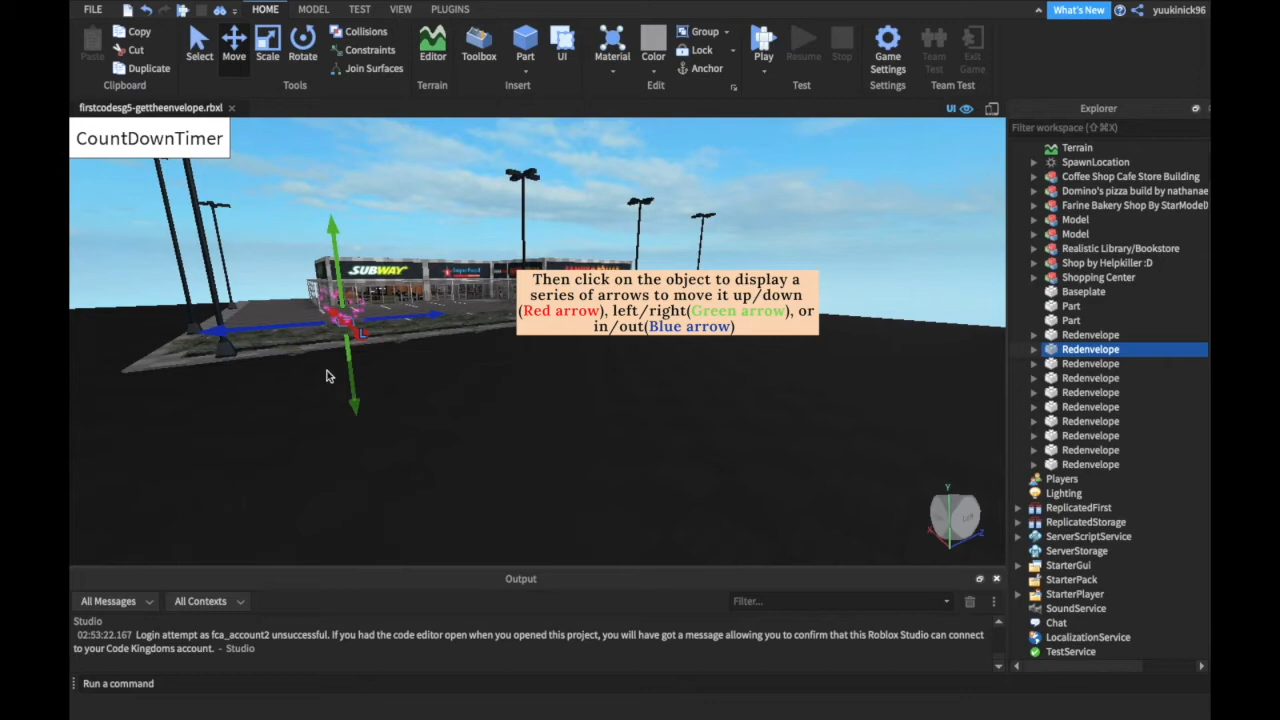 FILE HOME MODEL TEST VIEW PLUGINS What's New yuukinick96
Paste Copy Cut Duplicate Select Move Scale Rotate Collisions Constraints Join Surfaces Editor Toolbox Part UI Material Color Group Lock Anchor Play Resume Stop Game Settings Team Test Exit Game
Clipboard Tools Terrain Insert Edit Test Settings Team Test
firstcodesg5-gettheenvelope.rbxl UI
CountDownTimer
SUBWAY
Then click on the object to display a
series of arrows to move it up/down
(Red arrow), left/right(Green arrow), or
in/out(Blue arrow)
L
Y
X
Z
Left
Explorer
Filter workspace (⇧⌘X)
Terrain
SpawnLocation
Coffee Shop Cafe Store Building
Domino's pizza build by nathanae
Farine Bakery Shop By StarModelD
Model
Model
Realistic Library/Bookstore
Shop by Helpkiller :D
Shopping Center
Baseplate
Part
Part
Redenvelope
Redenvelope
Redenvelope
Redenvelope
Redenvelope
Redenvelope
Redenvelope
Redenvelope
Redenvelope
Redenvelope
Players
Lighting
ReplicatedFirst
ReplicatedStorage
ServerScriptService
ServerStorage
StarterGui
StarterPack
StarterPlayer
SoundService
Chat
LocalizationService
TestService
Output
All Messages All Contexts Filter...
Studio
02:53:22.167 Login attempt as fca_account2 unsuccessful. If you had the code editor open when you opened this project, you will have got a message allowing you to confirm that this Roblox Studio can connect
to your Code Kingdoms account. - Studio
Run a command